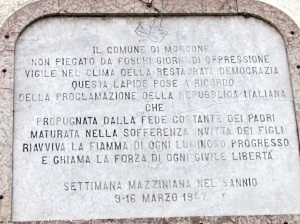 IL COMUNE DI MORCONE
NON PIEGATO DA FOSCHI GIORNI DI OPPRESSIONE
VIGILE NEL CLIMA DELLA RESTAURATA DEMOCRAZIA
QUESTA LAPIDE POSE A RICORDO
DELLA PROCLAMAZIONE DELLA REPUBBLICA ITALIANA
CHE
PROPUGNATA DALLA FEDE COSTANTE DEI PADRI
MATURATA NELLA SOFFERENZA INVITTA DEI FIGLI
RIAVVIVA LA FIAMMA DI OGNI LUMINOSO PROGRESSO
E CHIAMA LA FORZA DI OGNI CIVILE LIBERTÀ
SETTIMANA MAZZINIANA NEL SANNIO
9-16 MARZO 1947